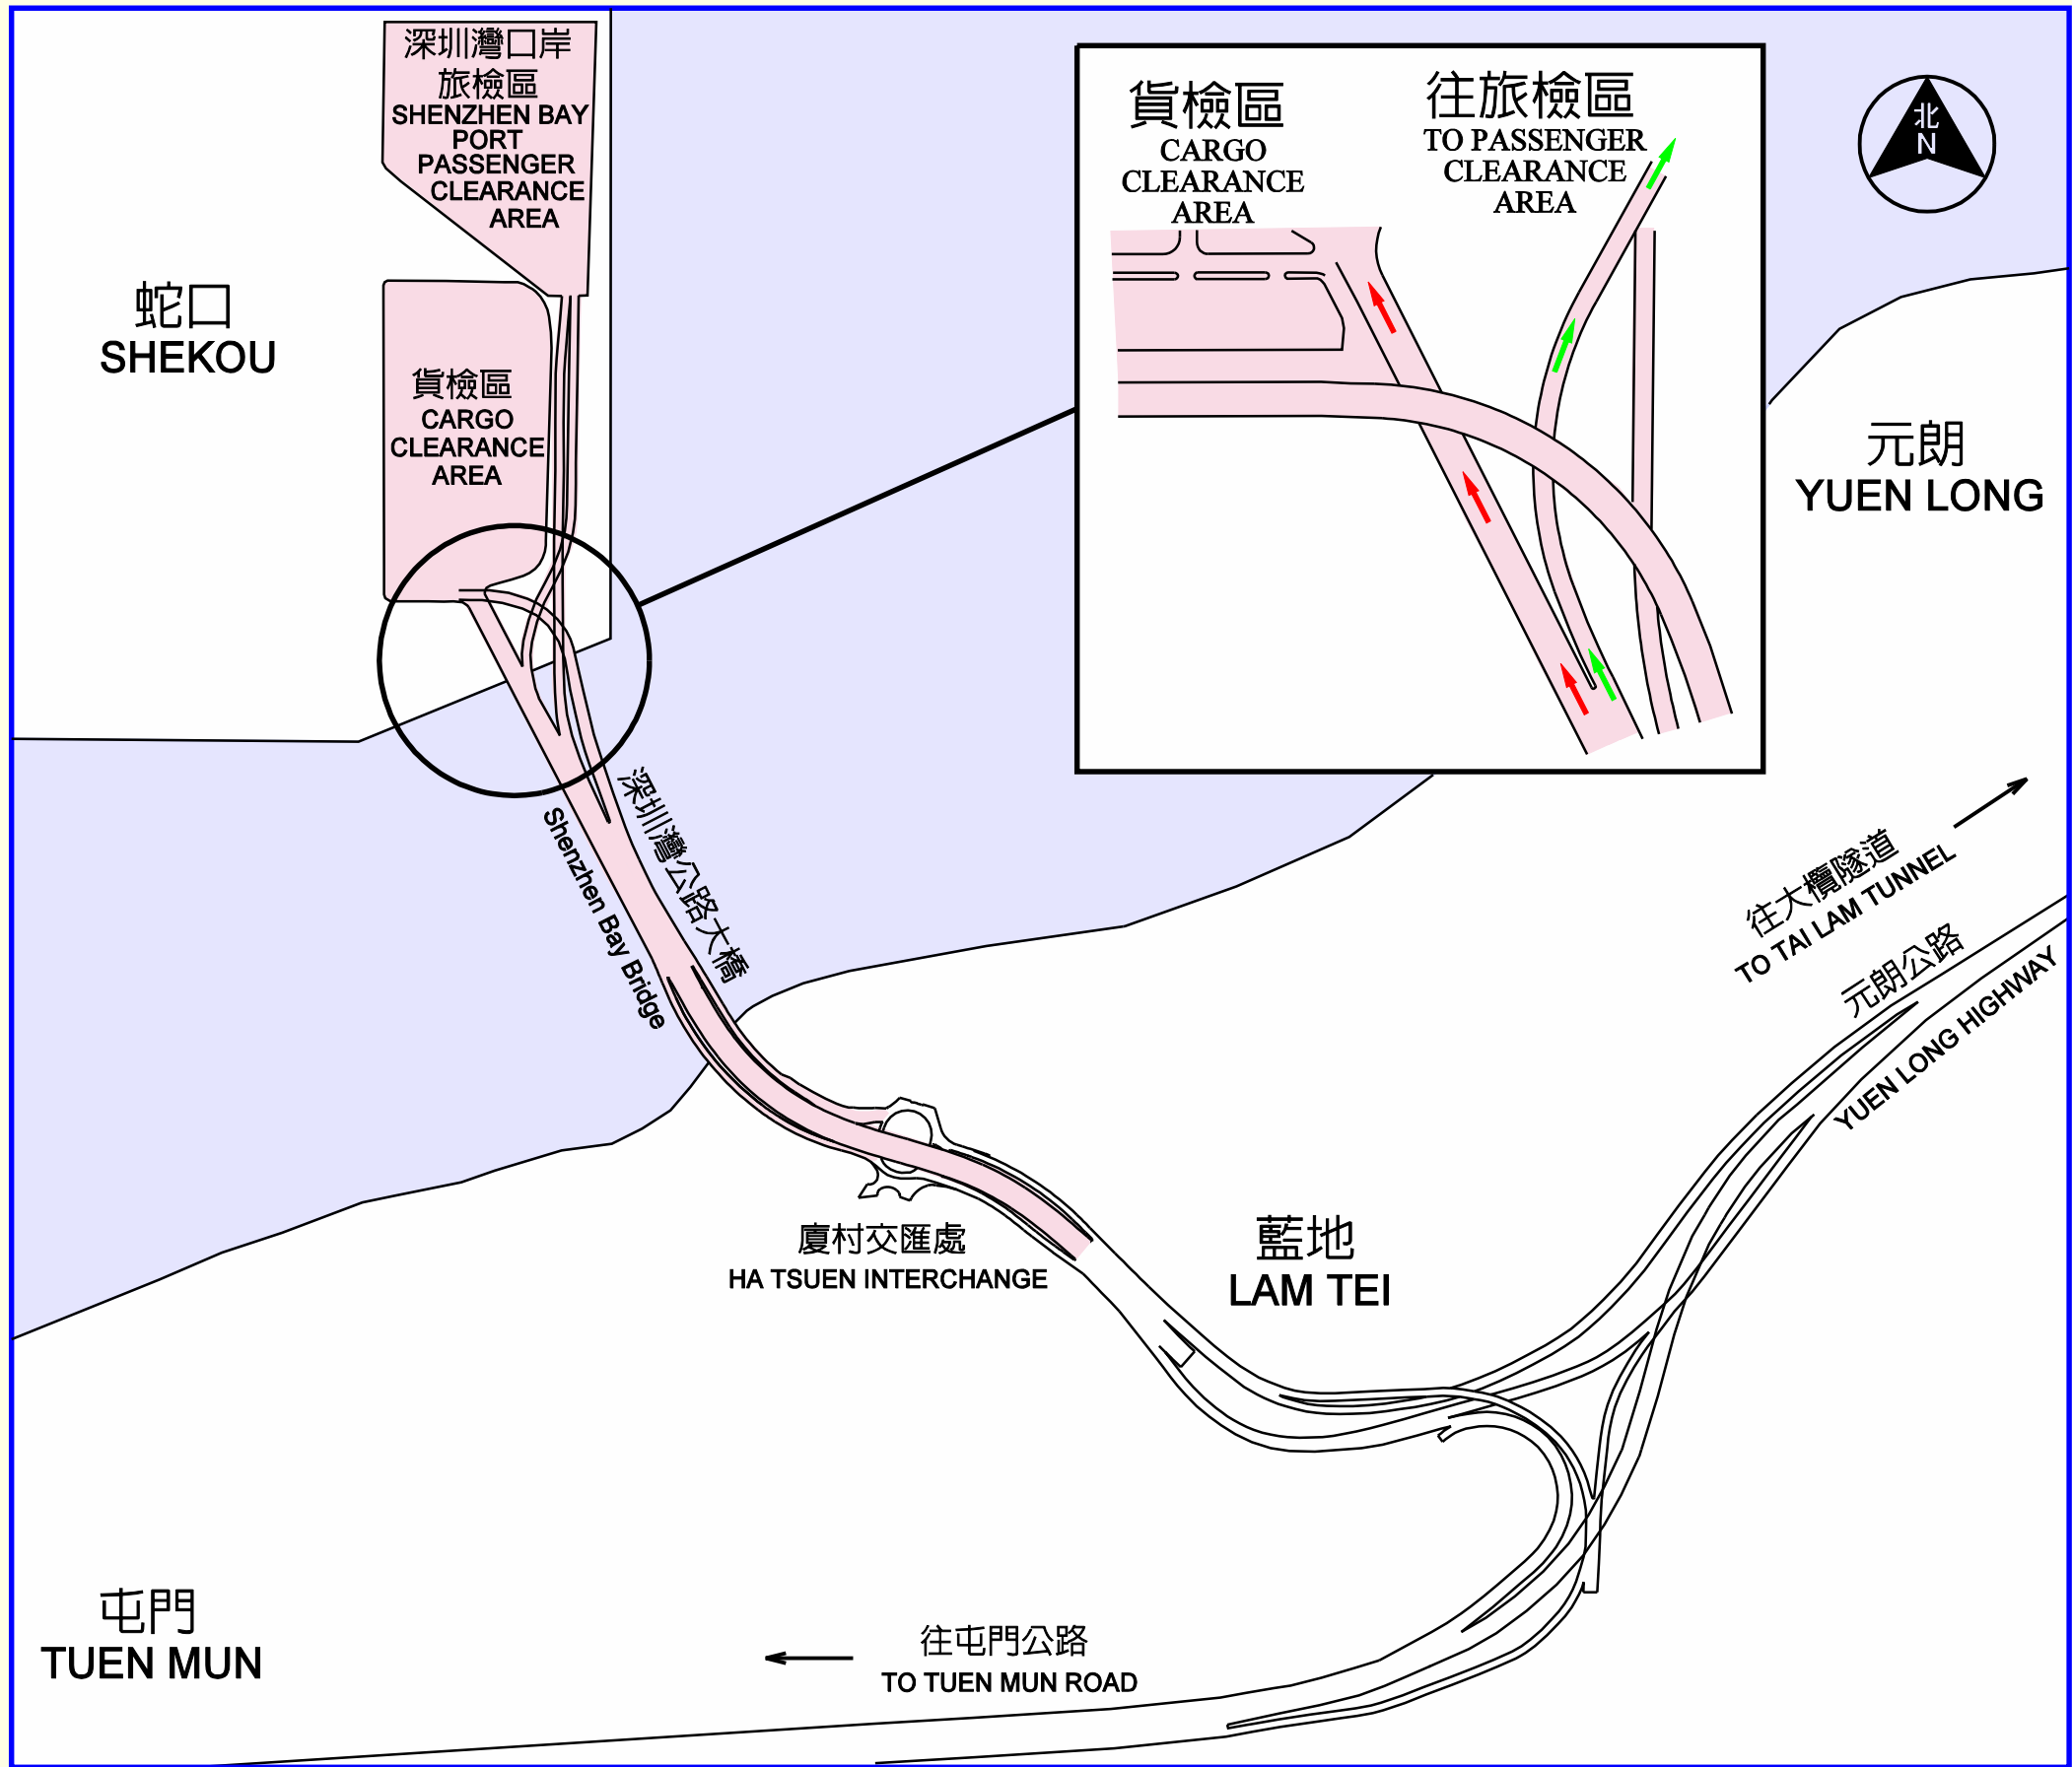 深圳灣口岸
旅檢區
SHENZHEN BAY
PORT
PASSENGER
CLEARANCE
AREA
貨檢區
CARGO
CLEARANCE
AREA
往旅檢區
TO PASSENGER
CLEARANCE
AREA
北
N
蛇口
SHEKOU
貨檢區
CARGO
CLEARANCE
AREA
元朗
YUEN LONG
深圳灣公路大橋
Shenzhen Bay Bridge
往大欖隧道
TO TAI LAM TUNNEL
元朗公路
YUEN LONG HIGHWAY
廈村交匯處
HA TSUEN INTERCHANGE
藍地
LAM TEI
屯門
TUEN MUN
往屯門公路
TO TUEN MUN ROAD